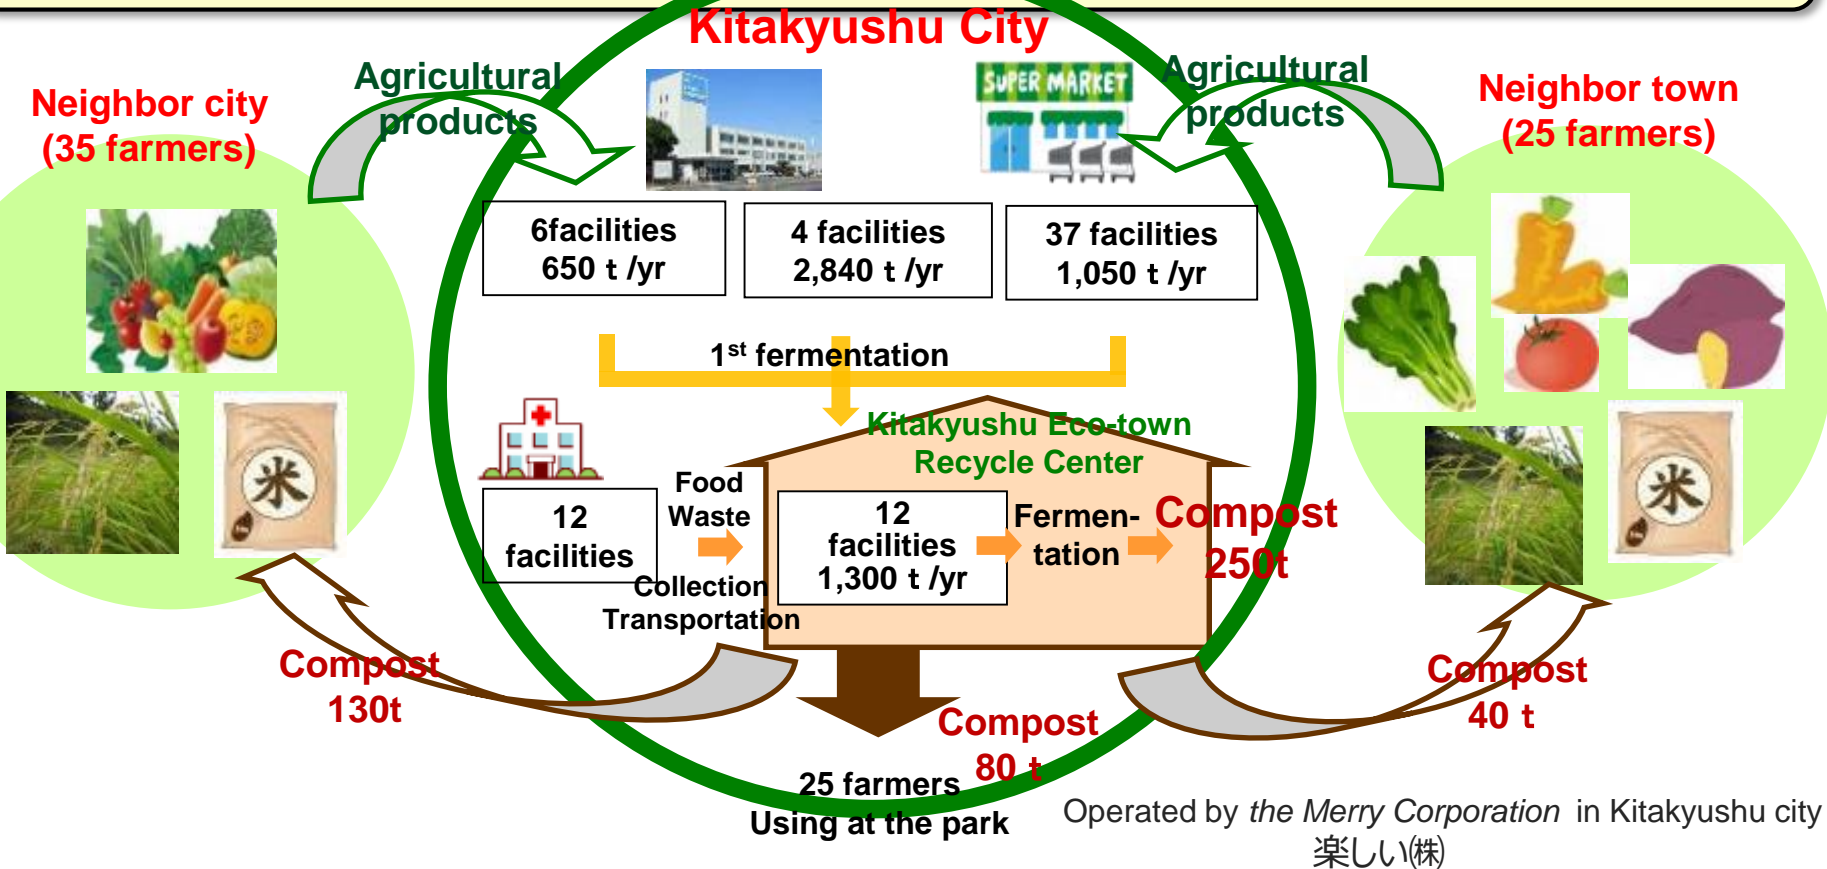 Kitakyushu City
Agricultural
products
Agricultural
products
Neighbor city
(35 farmers)
Neighbor town
(25 farmers)
SUPER MARKET
6facilities
650 t /yr
4 facilities
2,840 t /yr
37 facilities
1,050 t /yr
1st fermentation
Kitakyushu Eco-town
Recycle Center
12
facilities
Food
Waste
Collection
Transportation
12
facilities
1,300 t /yr
Fermen-
tation
Compost
250t
米
米
Compost
130t
Compost
80 t
Compost
40 t
25 farmers
Using at the park
Operated by the Merry Corporation in Kitakyushu city
楽しい㈱